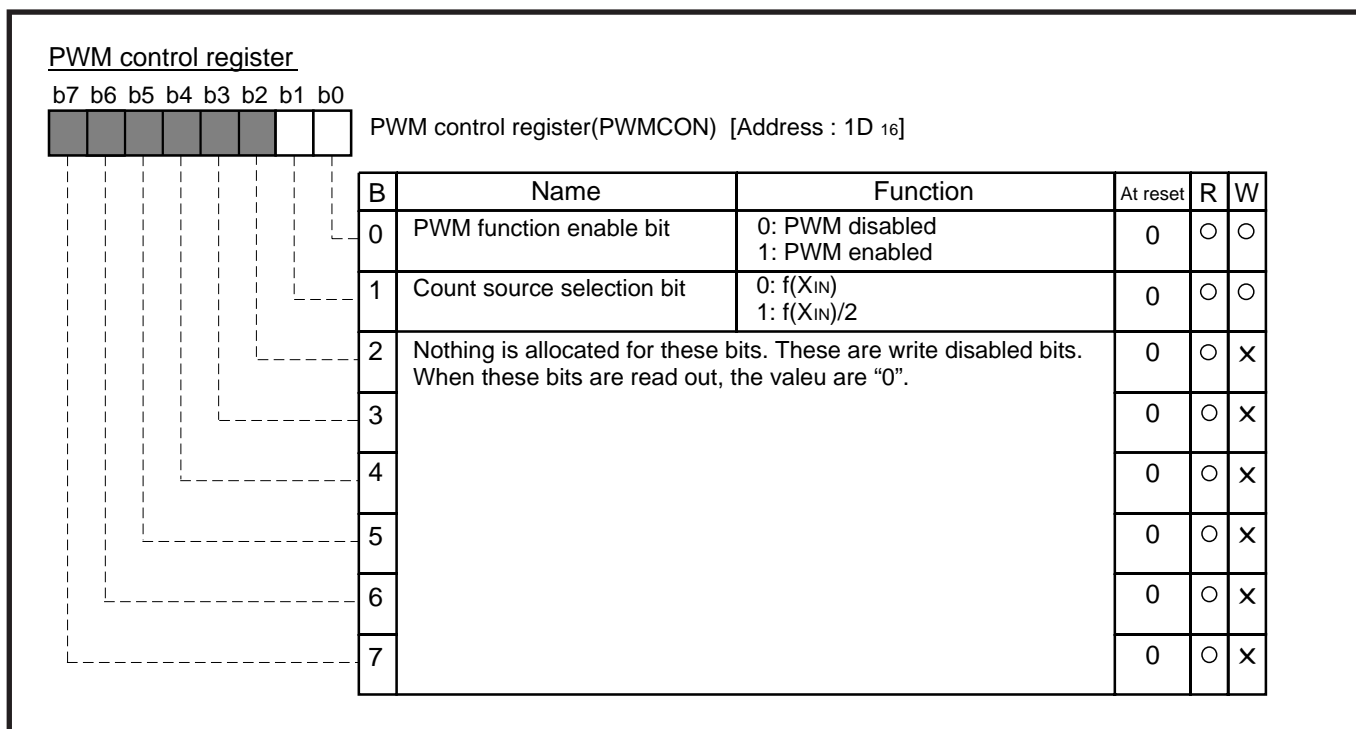 PWM control register
b7 b6 b5 b4 b3 b2 b1 b0
PWM control register(PWMCON) [Address : 1D 16]
B Name Function At reset R W
0 PWM function enable bit 0: PWM disabled 0 ○ ○
1: PWM enabled
1 Count source selection bit 0: f(XIN) 0 ○ ○
1: f(XIN)/2
2 Nothing is allocated for these bits. These are write disabled bits. 0 ○ ×
When these bits are read out, the valeu are “0”.
3 0 ○ ×
4 0 ○ ×
5 0 ○ ×
6 0 ○ ×
7 0 ○ ×